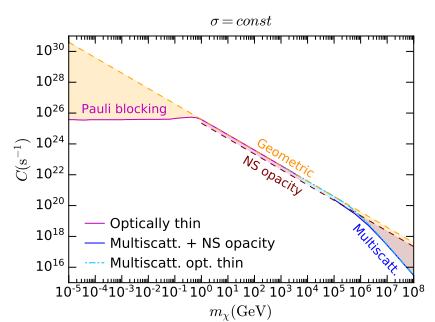 σ = const
10^30
10^28
10^26
10^24
10^22
10^20
10^18
10^16
C(s^−1)
Pauli blocking
Geometric
NS opacity
Multiscatt.
Optically thin
Multiscatt. + NS opacity
Multiscatt. opt. thin
10^-5 10^-4 10^-3 10^-2 10^-1 10^0 10^1 10^2 10^3 10^4 10^5 10^6 10^7 10^8
m_χ(GeV)